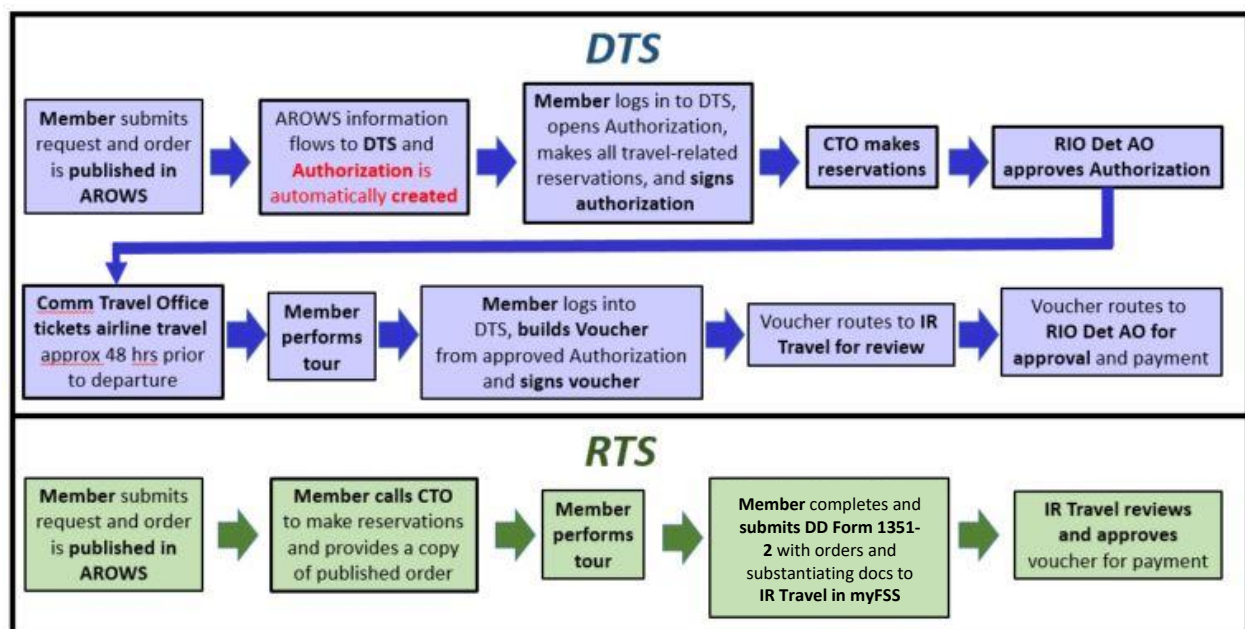 DTS
Member submits
request and order
is published in
AROWS
AROWS information
flows to DTS and
Authorization is
automatically created
Member logs in to DTS,
opens Authorization,
makes all travel-related
reservations, and signs
authorization
CTO makes
reservations
RIO Det AO
approves Authorization
Comm Travel Office
tickets airline travel
approx 48 hrs prior
to departure
Member
performs
tour
Member logs into
DTS, builds Voucher
from approved Authorization
and signs voucher
Voucher routes to IR
Travel for review
Voucher routes to
RIO Det AO for
approval and payment
RTS
Member submits
request and order
is published in
AROWS
Member calls CTO
to make reservations
and provides a copy
of published order
Member
performs
tour
Member completes and
submits DD Form 1351-
2 with orders and
substantiating docs to
IR Travel in myFSS
IR Travel reviews
and approves
voucher for payment